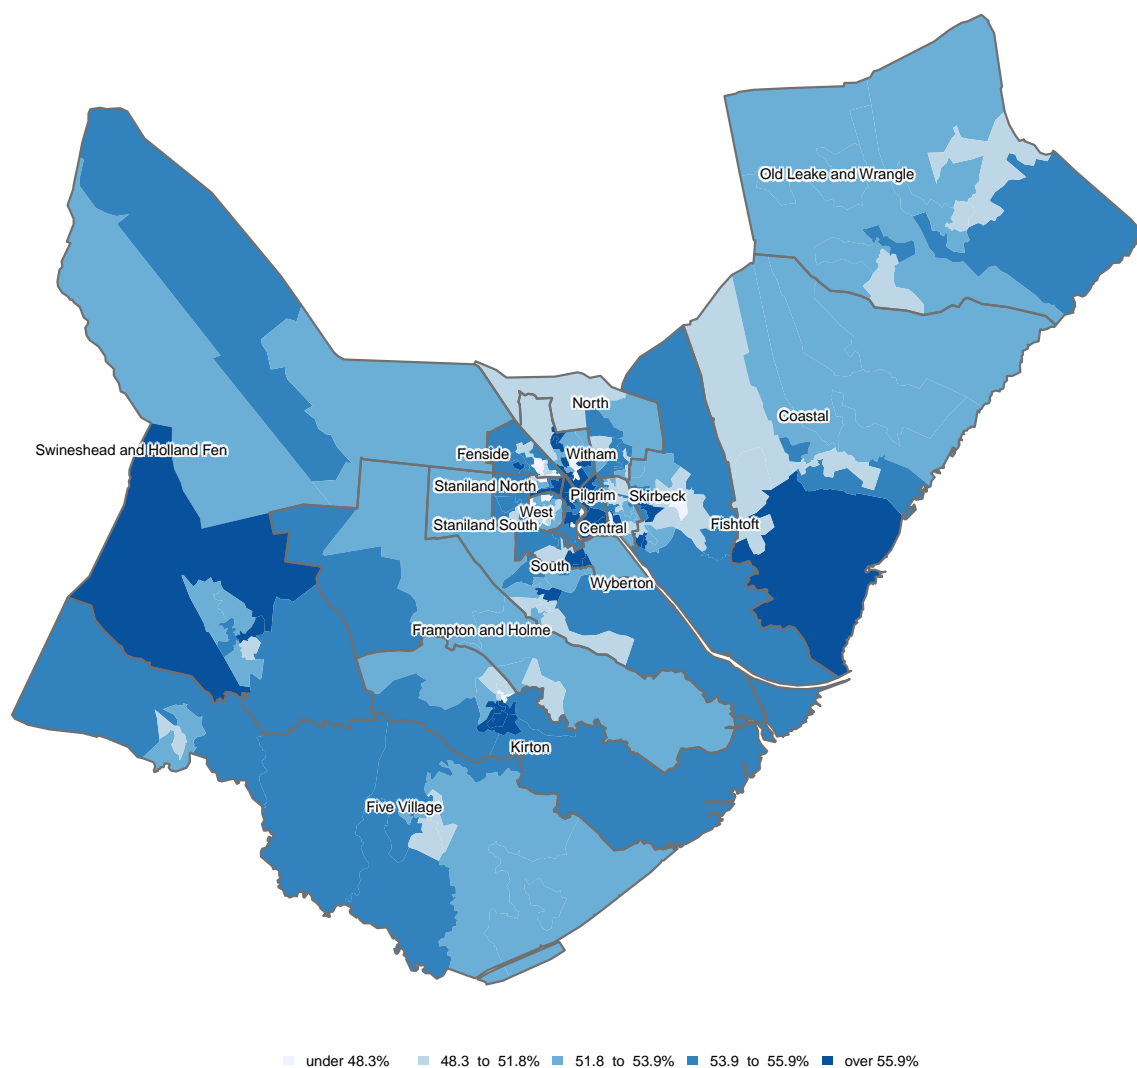 Old Leake and Wrangle
North
Coastal
Swineshead and Holland Fen
Fenside
Witham
Staniland North
Pilgrim
Skirbeck
West
Staniland South
Central
Fishtoft
South
Wyberton
Frampton and Holme
Kirton
Five Village
under 48.3% 48.3 to 51.8% 51.8 to 53.9% 53.9 to 55.9% over 55.9%